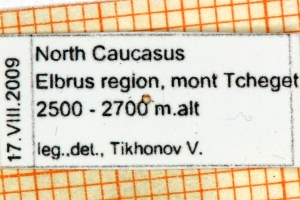 17.VIII.2009
North Caucasus
Elbrus region, mont Tcheget
2500 - 2700 m.alt
leg.,det., Tikhonov V.